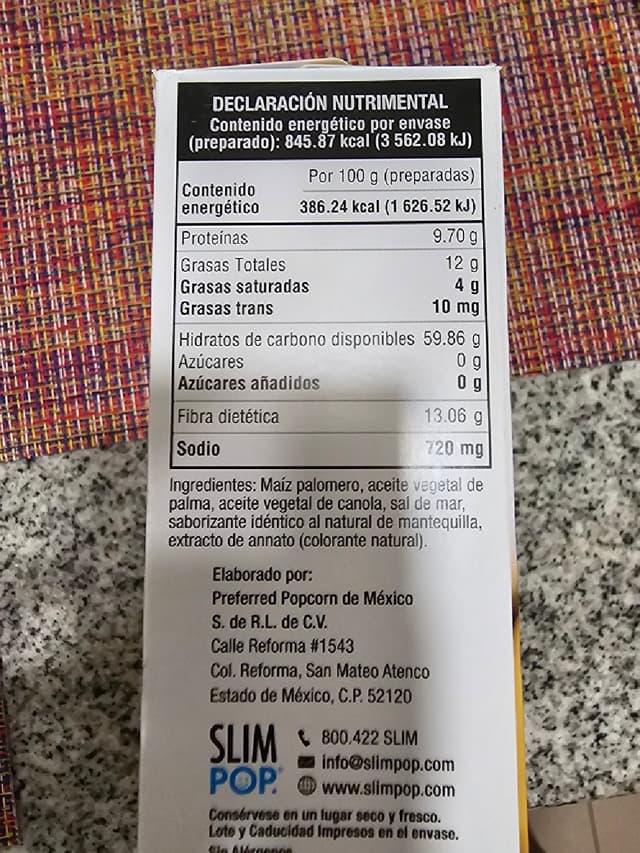 DECLARACIÓN NUTRIMENTAL
Contenido energético por envase
(preparado): 845.87 kcal (3 562.08 kJ)
Por 100 g (preparadas)
Contenido
energético 386.24 kcal (1 626.52 kJ)
Proteínas 9.70 g
Grasas Totales 12 g
Grasas saturadas 4 g
Grasas trans 10 mg
Hidratos de carbono disponibles 59.86 g
Azúcares 0 g
Azúcares añadidos 0 g
Fibra dietética 13.06 g
Sodio 720 mg
Ingredientes: Maíz palomero, aceite vegetal de
palma, aceite vegetal de canola, sal de mar,
saborizante idéntico al natural de mantequilla,
extracto de annato (colorante natural).
Elaborado por:
Preferred Popcorn de México
S. de R.L. de C.V.
Calle Reforma #1543
Col. Reforma, San Mateo Atenco
Estado de México, C.P. 52120
SLIM
POP
800.422 SLIM
info@slimpop.com
www.slimpop.com
Consérvese en un lugar seco y fresco.
Lote y Caducidad Impresos en el envase.
Sin Alérgenos